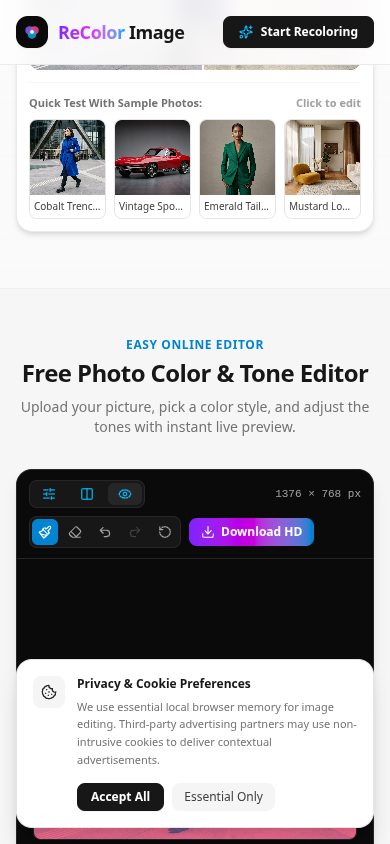 ReColor Image
Start Recoloring
Quick Test With Sample Photos:
Click to edit
Cobalt Trenc...
Vintage Spo...
Emerald Tail...
Mustard Lo...
EASY ONLINE EDITOR
Free Photo Color & Tone Editor
Upload your picture, pick a color style, and adjust the
tones with instant live preview.
1376 × 768 px
Download HD
Privacy & Cookie Preferences
We use essential local browser memory for image
editing. Third-party advertising partners may use non-
intrusive cookies to deliver contextual
advertisements.
Accept All
Essential Only